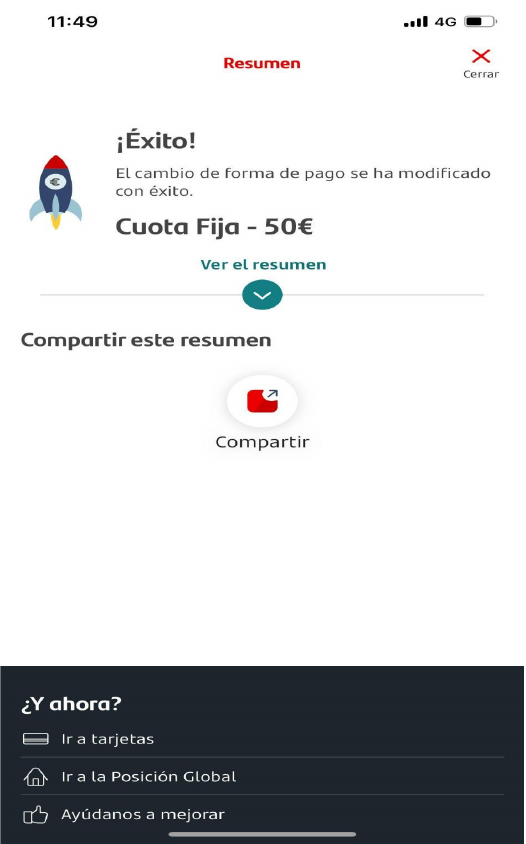 11:49
4G
Resumen
Cerrar
¡Éxito!
El cambio de forma de pago se ha modificado
con éxito.
Cuota Fija - 50€
Ver el resumen
Compartir este resumen
Compartir
¿Y ahora?
Ir a tarjetas
Ir a la Posición Global
Ayúdanos a mejorar